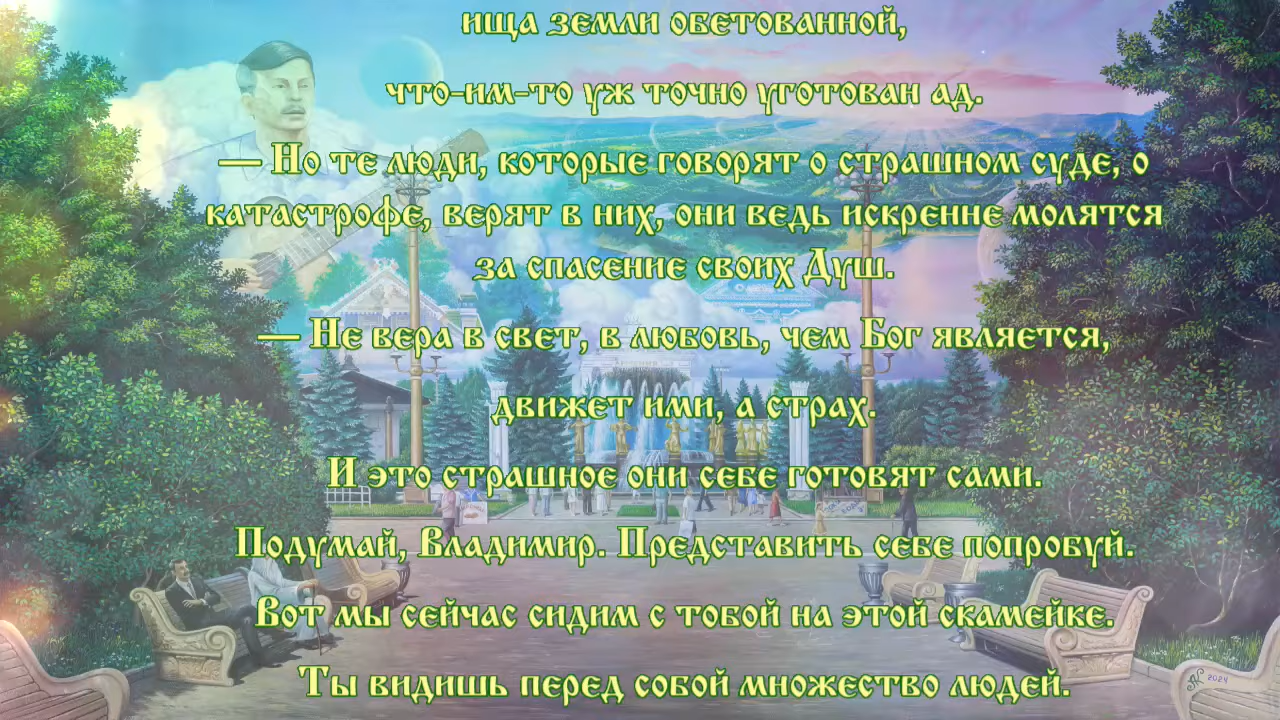 ища земли обетованной,
что-им-то уж точно уготован ад.
— Но те люди, которые говорят о страшном суде, о
катастрофе, верят в них, они ведь искренне молятся
за спасение своих Душ.
— Не вера в свет, в любовь, чем Бог является,
движет ими, а страх.
И это страшное они себе готовят сами.
Подумай, Владимир. Представить себе попробуй.
Вот мы сейчас сидим с тобой на этой скамейке.
Ты видишь перед собой множество людей.
2024